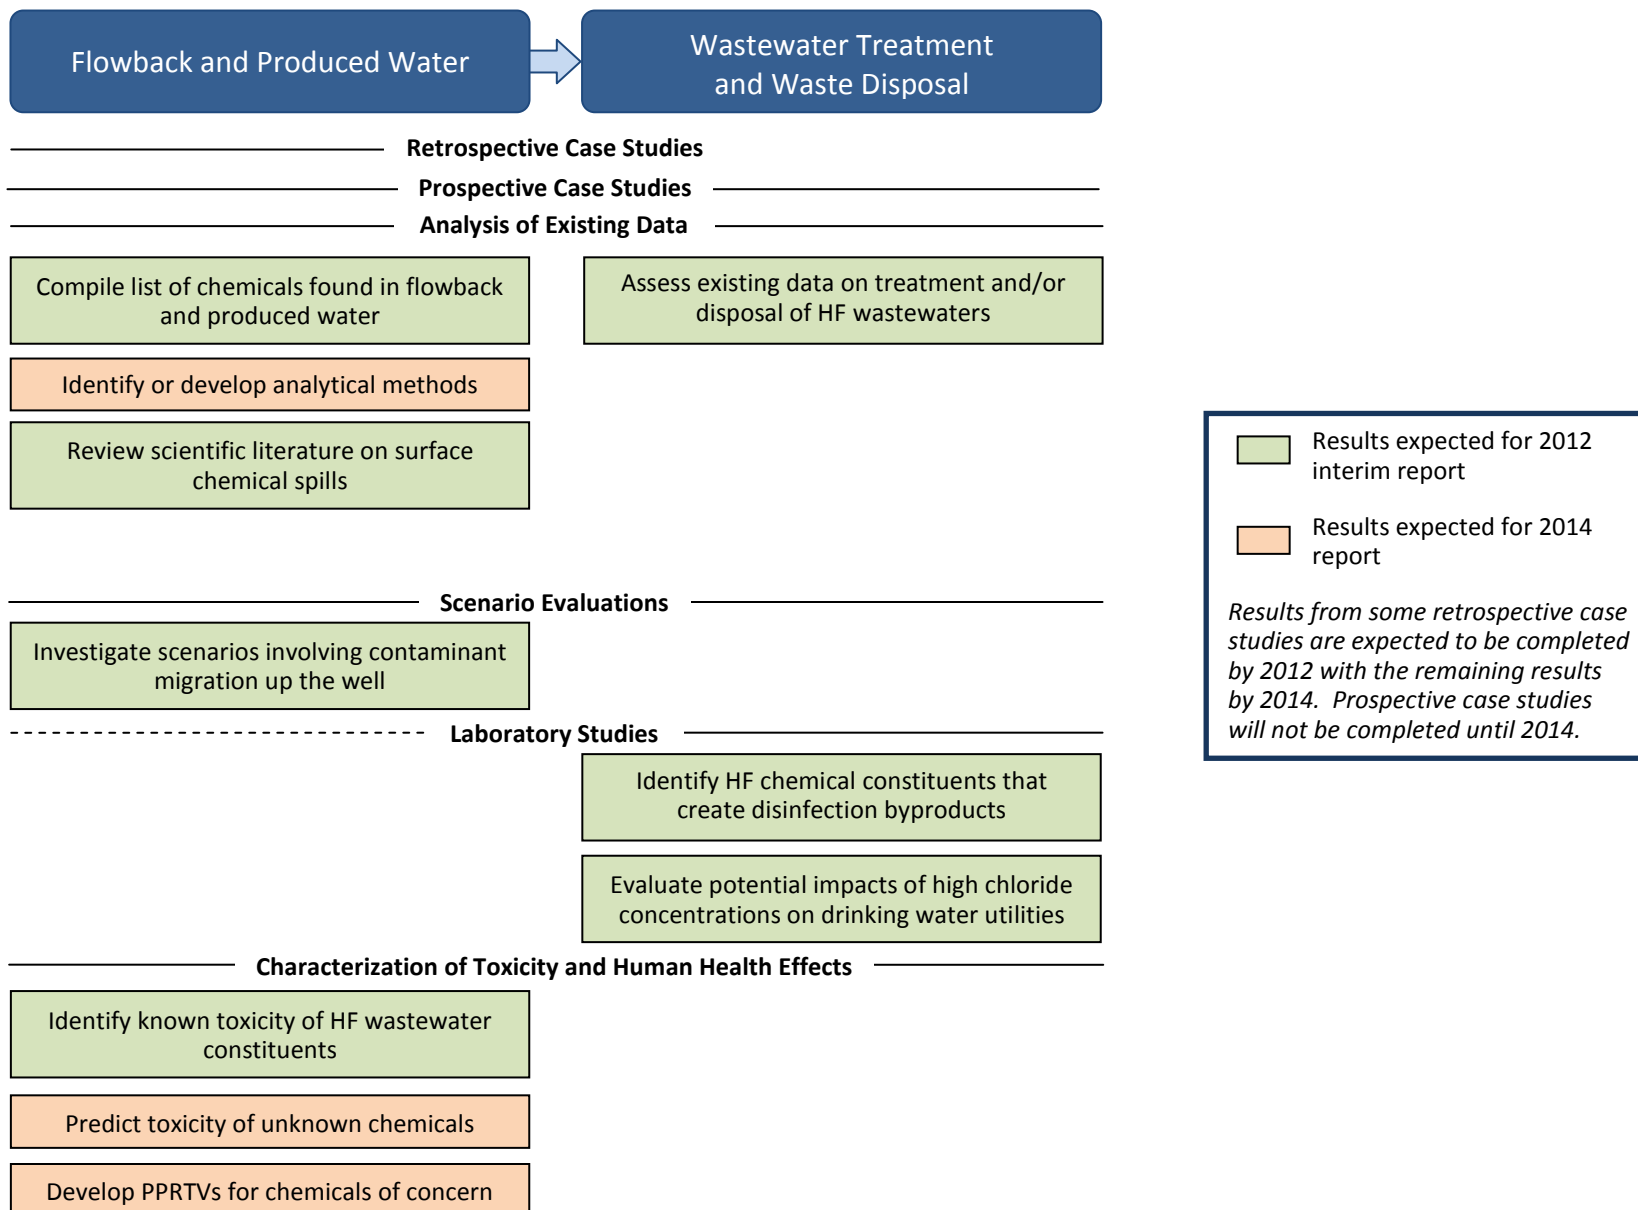 Flowback and Produced Water
Wastewater Treatment
and Waste Disposal
Retrospective Case Studies
Prospective Case Studies
Analysis of Existing Data
Compile list of chemicals found in flowback
and produced water
Assess existing data on treatment and/or
disposal of HF wastewaters
Identify or develop analytical methods
Review scientific literature on surface
chemical spills
Scenario Evaluations
Investigate scenarios involving contaminant
migration up the well
Laboratory Studies
Identify HF chemical constituents that
create disinfection byproducts
Evaluate potential impacts of high chloride
concentrations on drinking water utilities
Characterization of Toxicity and Human Health Effects
Identify known toxicity of HF wastewater
constituents
Predict toxicity of unknown chemicals
Develop PPRTVs for chemicals of concern
Results expected for 2012
interim report
Results expected for 2014
report
Results from some retrospective case
studies are expected to be completed
by 2012 with the remaining results
by 2014.  Prospective case studies
will not be completed until 2014.